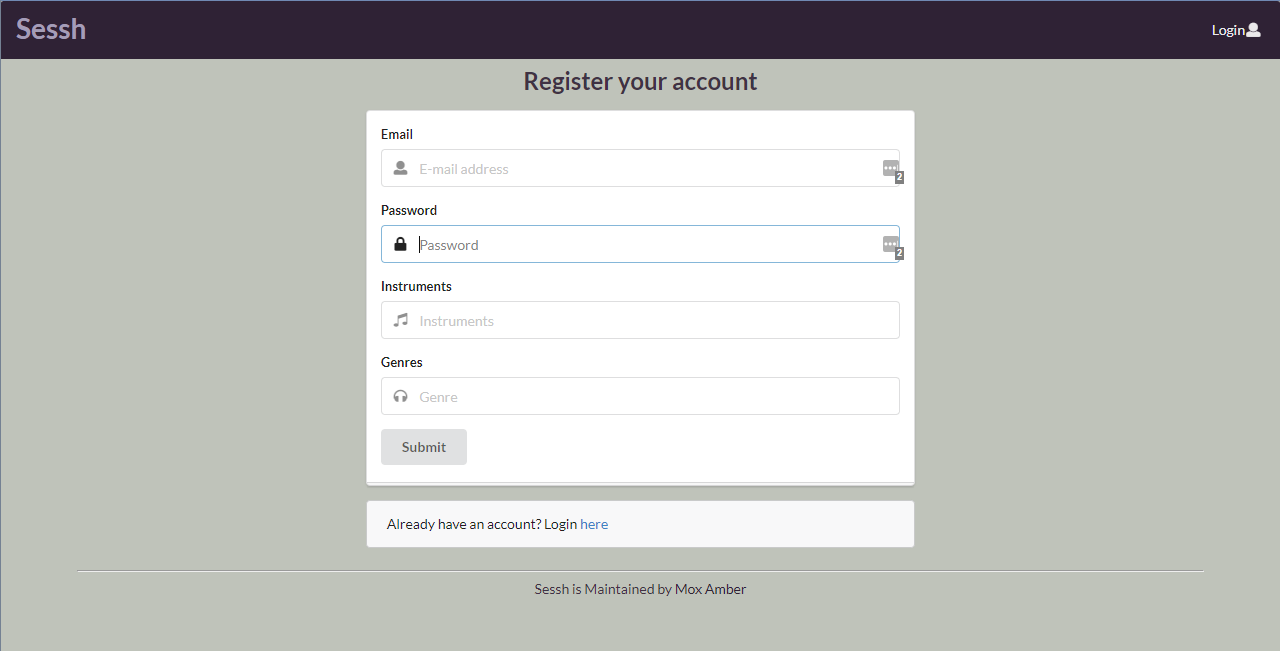 Sessh
Login
Register your account
Email
E-mail address
2
Password
Password
2
Instruments
Instruments
Genres
Genre
Submit
Already have an account? Login here
Sessh is Maintained by Mox Amber